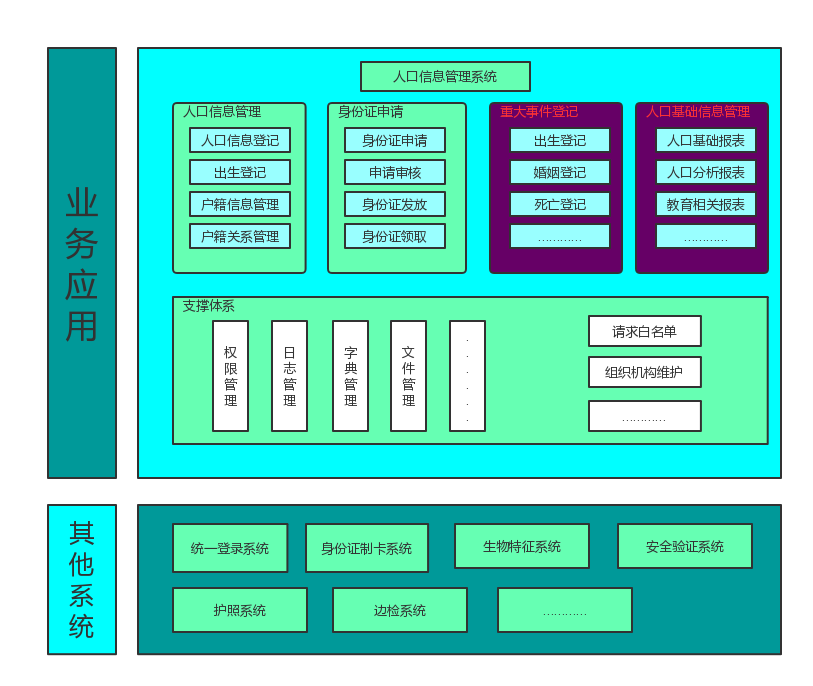 业务应用
人口信息管理系统
人口信息管理
人口信息登记
出生登记
户籍信息管理
户籍关系管理
身份证申请
身份证申请
申请审核
身份证发放
身份证领取
重大事件登记
出生登记
婚姻登记
死亡登记
…………
人口基础信息管理
人口基础报表
人口分析报表
教育相关报表
…………
支撑体系
权限管理
日志管理
字典管理
文件管理
......
请求白名单
组织机构维护
…………
其他系统
统一登录系统
身份证制卡系统
生物特征系统
安全验证系统
护照系统
边检系统
…………